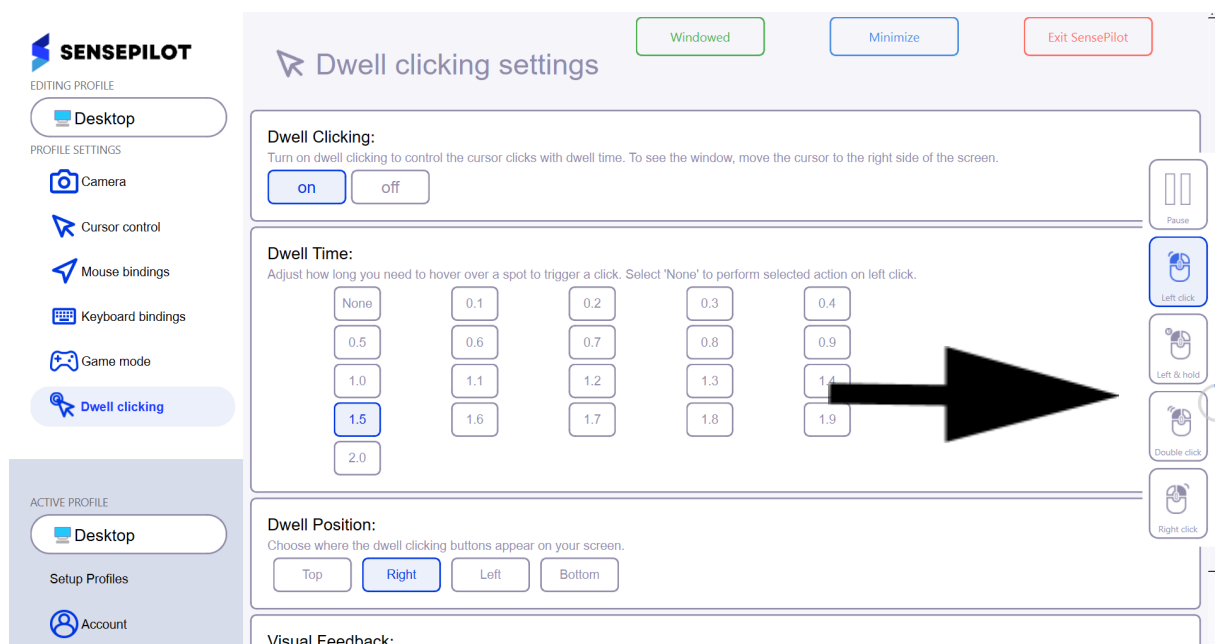 SENSEPILOT
EDITING PROFILE
Desktop
PROFILE SETTINGS
Camera
Cursor control
Mouse bindings
Keyboard bindings
Game mode
Dwell clicking
ACTIVE PROFILE
Desktop
Setup Profiles
Account
Windowed
Minimize
Exit SensePilot
Dwell clicking settings
Dwell Clicking:
Turn on dwell clicking to control the cursor clicks with dwell time. To see the window, move the cursor to the right side of the screen.
on off
Dwell Time:
Adjust how long you need to hover over a spot to trigger a click. Select 'None' to perform selected action on left click.
None 0.1 0.2 0.3 0.4
0.5 0.6 0.7 0.8 0.9
1.0 1.1 1.2 1.3 1.4
1.5 1.6 1.7 1.8 1.9
2.0
Dwell Position:
Choose where the dwell clicking buttons appear on your screen.
Top Right Left Bottom
Visual Feedback:
Pause
Left click
Left & hold
Double click
Right click